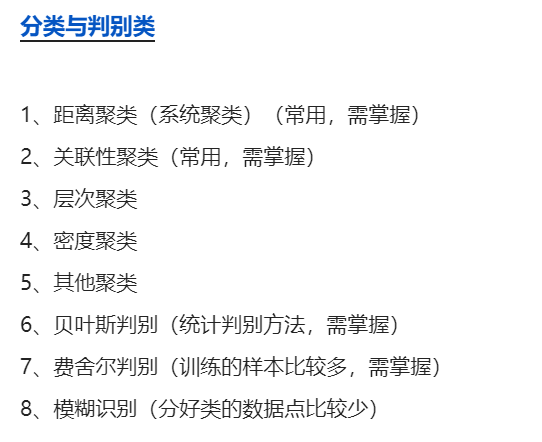 分类与判别类
1、距离聚类（系统聚类）（常用，需掌握）
2、关联性聚类（常用，需掌握）
3、层次聚类
4、密度聚类
5、其他聚类
6、贝叶斯判别（统计判别方法，需掌握）
7、费舍尔判别（训练的样本比较多，需掌握）
8、模糊识别（分好类的数据点比较少）